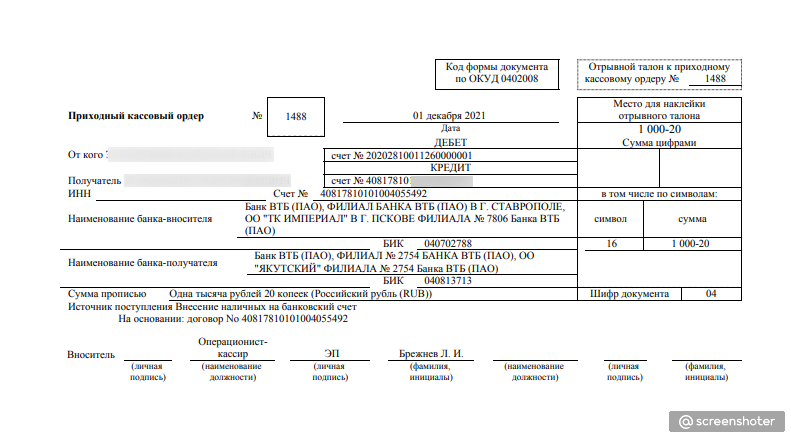 Код формы документа
по ОКУД 0402008
Отрывной талон к приходному
кассовому ордеру № 1488
Приходный кассовый ордер № 1488
01 декабря 2021
Дата
Место для наклейки
отрывного талона
1 000-20
Сумма цифрами
ДЕБЕТ
От кого
счет № 20202810011260000001
КРЕДИТ
Получатель
счет № 40817810
ИНН Счет № 40817810101004055492
в том числе по символам:
Наименование банка-вносителя
Банк ВТБ (ПАО), ФИЛИАЛ БАНКА ВТБ (ПАО) В Г. СТАВРОПОЛЕ,
ОО "ТК ИМПЕРИАЛ" В Г. ПСКОВЕ ФИЛИАЛА № 7806 Банка ВТБ
(ПАО)
символ сумма
БИК 040702788
16 1 000-20
Наименование банка-получателя
Банк ВТБ (ПАО), ФИЛИАЛ № 2754 БАНКА ВТБ (ПАО), ОО
"ЯКУТСКИЙ" ФИЛИАЛА № 2754 Банка ВТБ (ПАО)
БИК 040813713
Сумма прописью Одна тысяча рублей 20 копеек (Российский рубль (RUB))
Шифр документа 04
Источник поступления Внесение наличных на банковский счет
На основании: договор No 40817810101004055492
Вноситель
Операционист-
кассир
ЭП
Брежнев Л. И.
(личная
подпись)
(наименование
должности)
(личная
подпись)
(фамилия,
инициалы)
(наименование
должности)
(личная
подпись)
(фамилия,
инициалы)
@ screenshoter